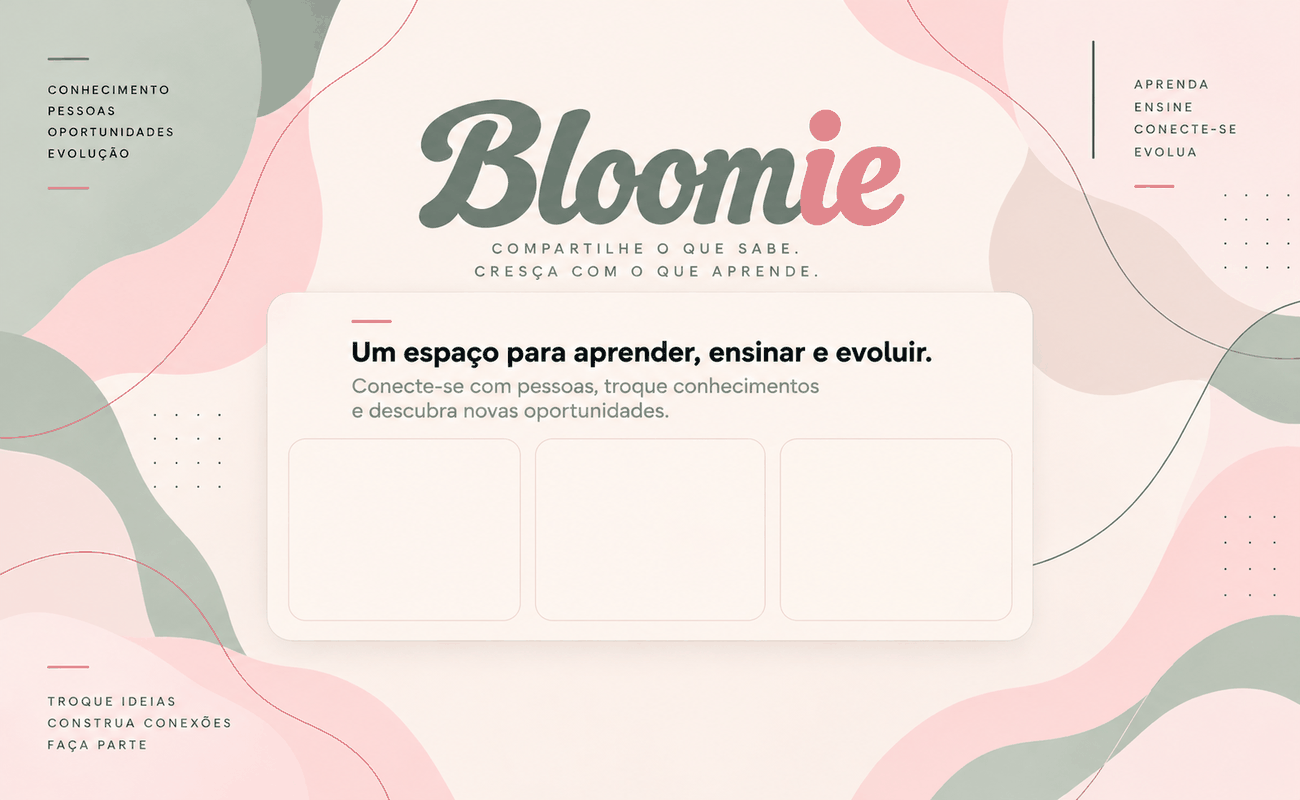 CONHECIMENTO
PESSOAS
OPORTUNIDADES
EVOLUÇÃO
APRENDA
ENSINE
CONECTE-SE
EVOLUA
Bloomie
COMPARTILHE O QUE SABE.
CRESÇA COM O QUE APRENDE.
Um espaço para aprender, ensinar e evoluir.
Conecte-se com pessoas, troque conhecimentos
e descubra novas oportunidades.
TROQUE IDEIAS
CONSTRUA CONEXÕES
FAÇA PARTE